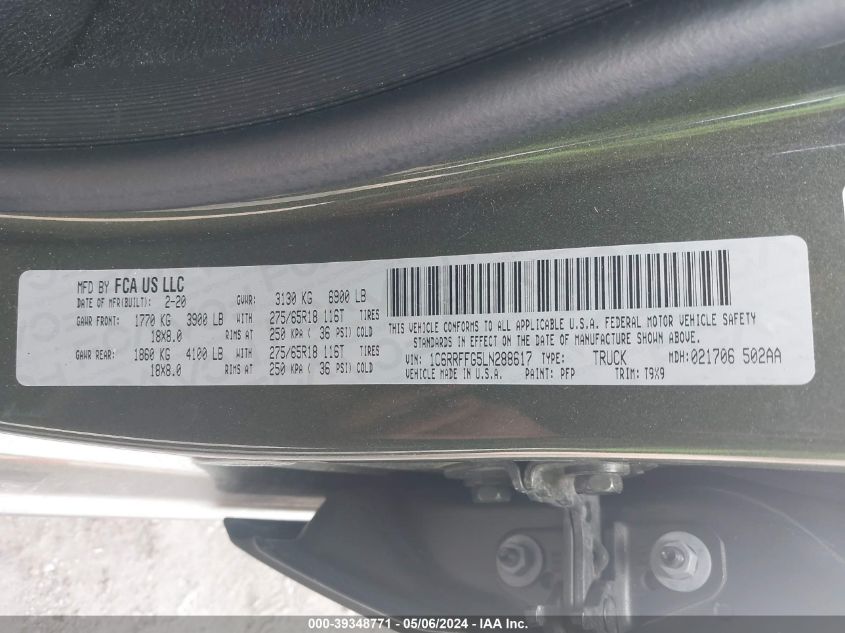 MFD BY FCA US LLC
DATE OF MFR(BUILT): 2-20 GVWR: 3130 KG 6900 LB
GAWR FRONT: 1770 KG 3900 LB WITH 275/65R18 116T TIRES
18X8.0 RIMS AT 250 KPA ( 36 PSI) COLD
GAWR REAR: 1860 KG 4100 LB WITH 275/65R18 116T TIRES
18X8.0 RIMS AT 250 KPA ( 36 PSI) COLD
THIS VEHICLE CONFORMS TO ALL APPLICABLE U.S.A. FEDERAL MOTOR VEHICLE SAFETY
STANDARDS IN EFFECT ON THE DATE OF MANUFACTURE SHOWN ABOVE.
VIN: 1C6RRFFG5LN288617 TYPE: TRUCK MDH:021706 502AA
VEHICLE MADE IN U.S.A. PAINT: PFP TRIM: T9X9
000-39348771 - 05/06/2024 - IAA Inc.